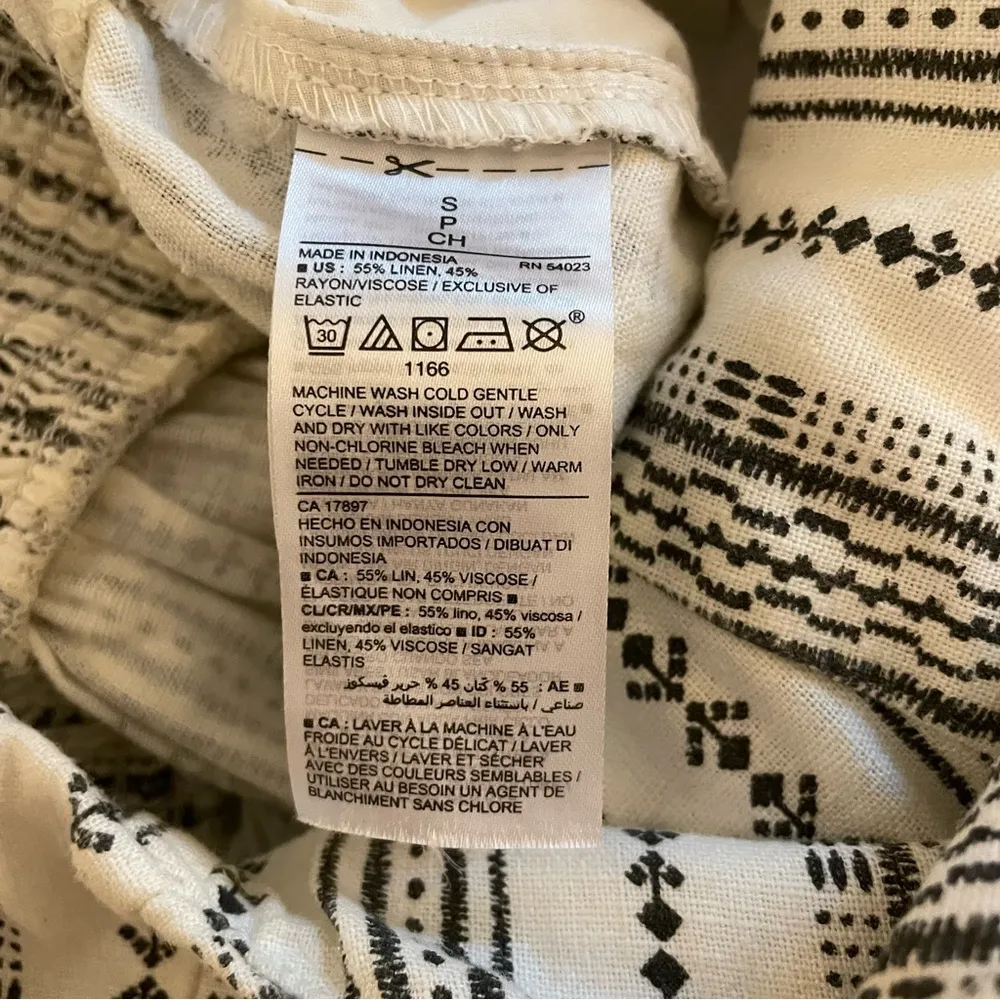 S
P
CH
MADE IN INDONESIA RN 54023
■ US : 55% LINEN, 45%
RAYON/VISCOSE / EXCLUSIVE OF
ELASTIC
30 ®
1166
MACHINE WASH COLD GENTLE
CYCLE / WASH INSIDE OUT / WASH
AND DRY WITH LIKE COLORS / ONLY
NON-CHLORINE BLEACH WHEN
NEEDED / TUMBLE DRY LOW / WARM
IRON / DO NOT DRY CLEAN
CA 17897
HECHO EN INDONESIA CON
INSUMOS IMPORTADOS / DIBUAT DI
INDONESIA
■ CA : 55% LIN, 45% VISCOSE /
ÉLASTIQUE NON COMPRIS ■
CL/CR/MX/PE : 55% lino, 45% viscosa /
excluyendo el elastico ■ ID : 55%
LINEN, 45% VISCOSE / SANGAT
ELASTIS
■ AE : 55 % كتان 45 % حرير فيسكوز
صناعي / باستثناء العناصر المطاطة
■ CA : LAVER À LA MACHINE À L'EAU
FROIDE AU CYCLE DÉLICAT / LAVER
À L'ENVERS / LAVER ET SÉCHER
AVEC DES COULEURS SEMBLABLES /
UTILISER AU BESOIN UN AGENT DE
BLANCHIMENT SANS CHLORE